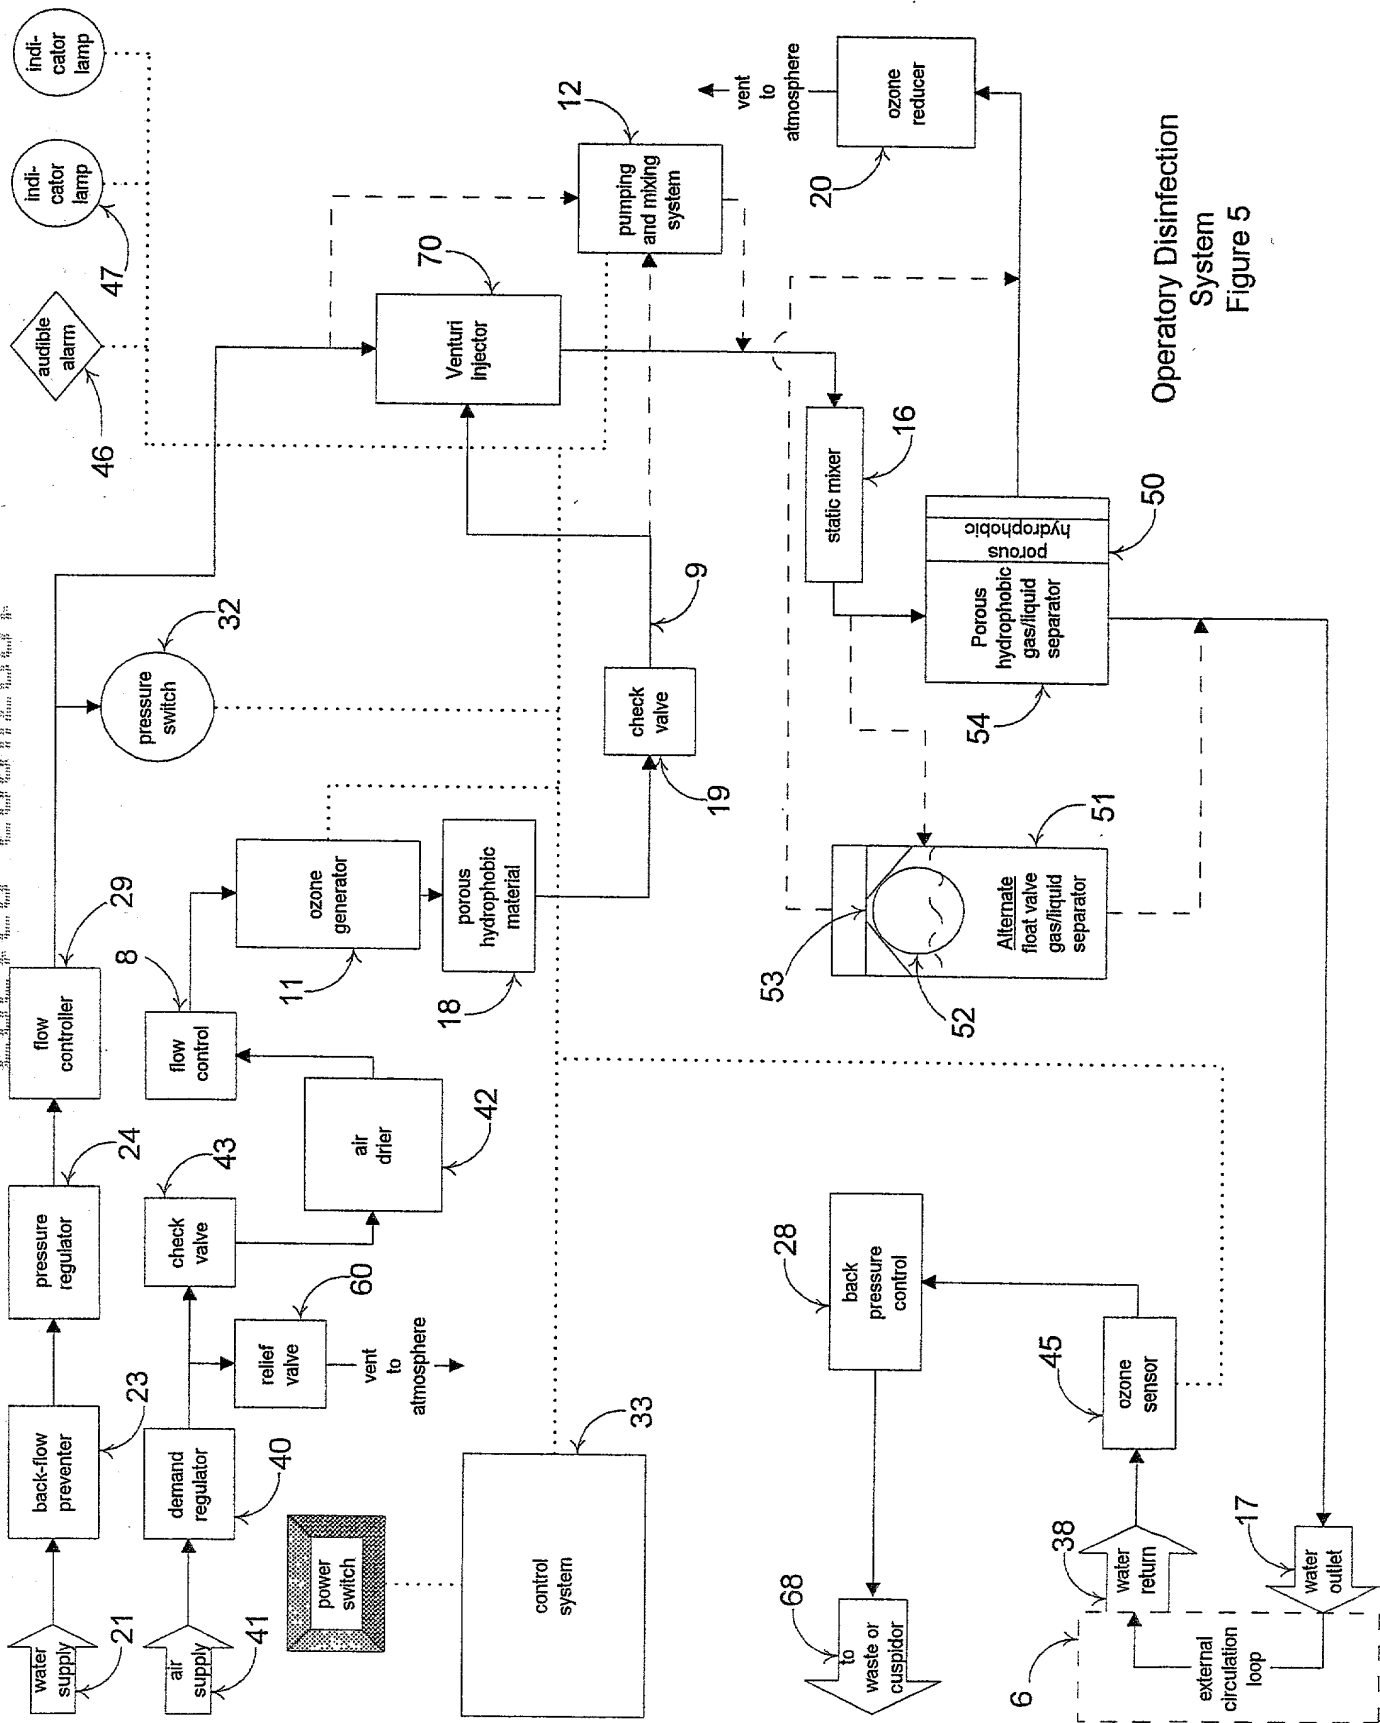 water
supply
21
back-flow
preventer
23
pressure
regulator
24
flow
controller
29
pressure
switch
32
audible
alarm
46
indi-
cator
lamp
47
indi-
cator
lamp
air
supply
41
demand
regulator
40
check
valve
43
flow
control
8
relief
valve
60
vent
to
atmosphere
air
drier
42
ozone
generator
11
porous
hydrophobic
material
18
check
valve
19
9
Venturi
injector
70
pumping
and mixing
system
12
power
switch
control
system
33
static mixer
16
Porous
hydrophobic
gas/liquid
separator
54
porous
hydrophobic
50
Alternate
float valve
gas/liquid
separator
51
52
53
ozone
reducer
20
vent
to
atmosphere
back
pressure
control
28
ozone
sensor
45
to
waste or
cuspidor
68
water
return
38
water
outlet
17
external
circulation
loop
6
Operatory Disinfection
System
Figure 5